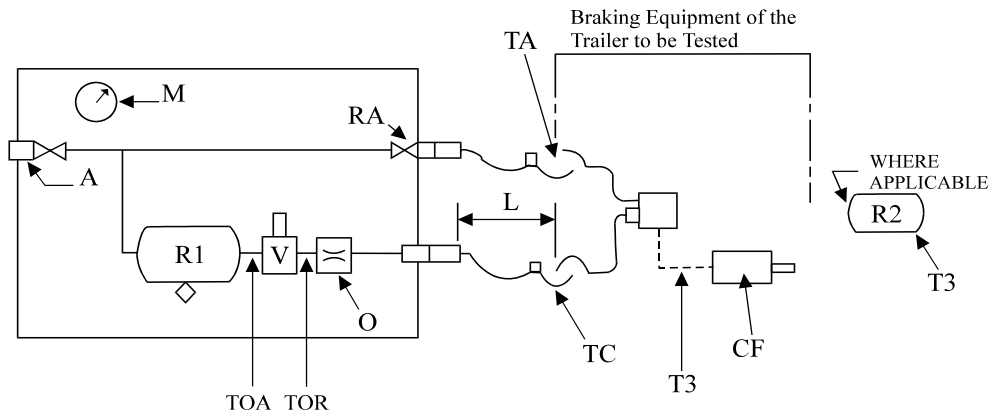 Braking Equipment of the
Trailer to be Tested
TA
M
RA
A
WHERE
APPLICABLE
L
R2
R1
V
T3
O
TC
CF
T3
TOA
TOR